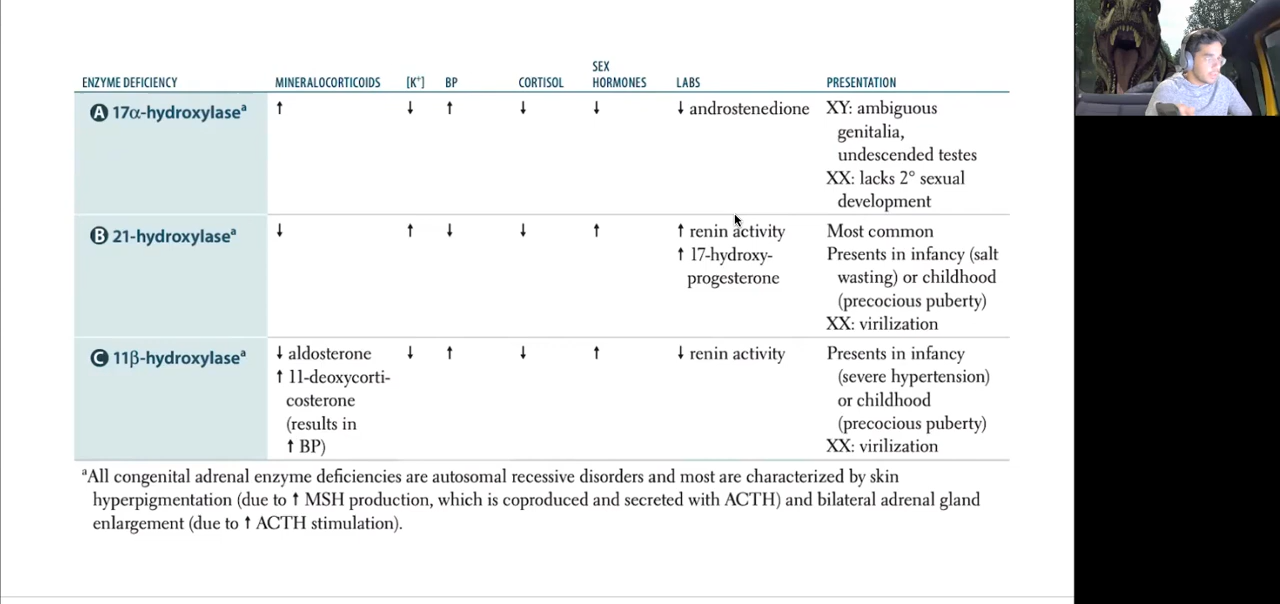 ENZYME DEFICIENCY MINERALOCORTICOIDS [K⁺] BP CORTISOL SEX HORMONES LABS PRESENTATION
A 17α-hydroxylaseᵃ ↑ ↓ ↑ ↓ ↓ ↓ androstenedione XY: ambiguous
genitalia,
undescended testes
XX: lacks 2° sexual
development
B 21-hydroxylaseᵃ ↓ ↑ ↓ ↓ ↑ ↑ renin activity Most common
↑ 17-hydroxy- Presents in infancy (salt
progesterone wasting) or childhood
(precocious puberty)
XX: virilization
C 11β-hydroxylaseᵃ ↓ aldosterone ↓ ↑ ↓ ↑ ↓ renin activity Presents in infancy
↑ 11-deoxycorti- (severe hypertension)
costerone or childhood
(results in (precocious puberty)
↑ BP) XX: virilization
ᵃAll congenital adrenal enzyme deficiencies are autosomal recessive disorders and most are characterized by skin
hyperpigmentation (due to ↑ MSH production, which is coproduced and secreted with ACTH) and bilateral adrenal gland
enlargement (due to ↑ ACTH stimulation).